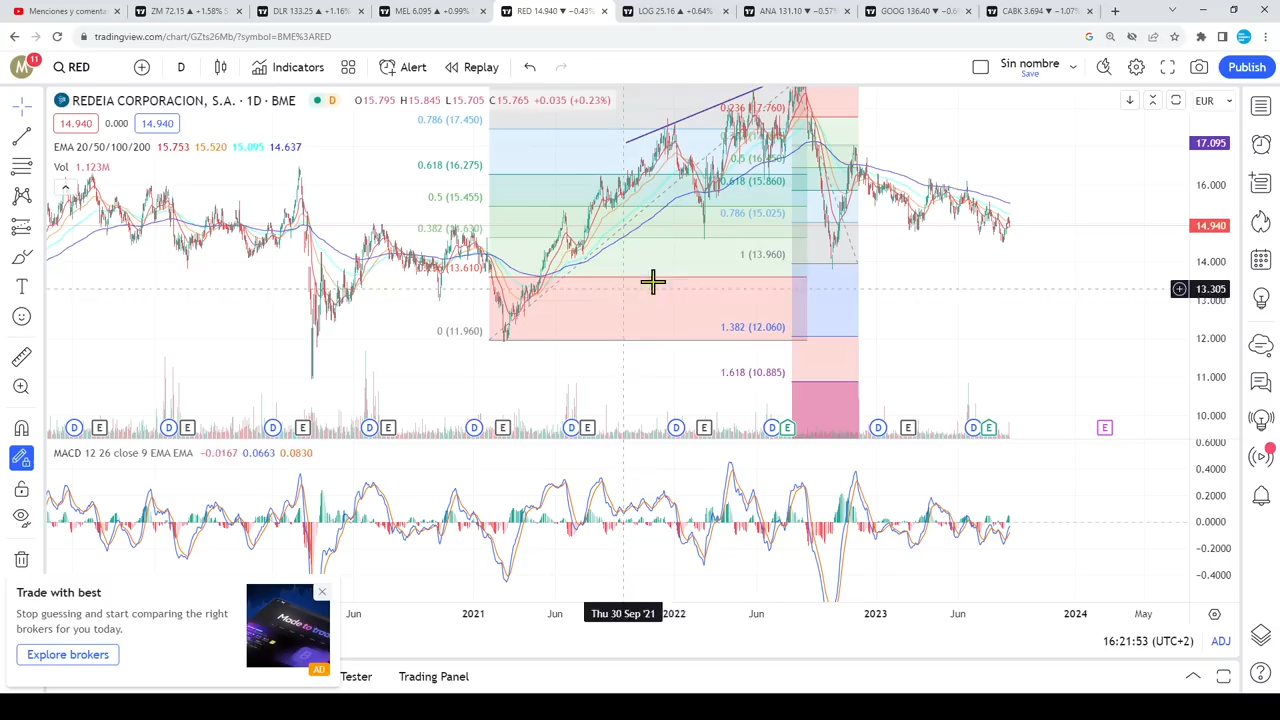 Menciones y comenta
ZM 72.15 ▲ +1.58% S
DLR 133.25 ▲ +1.16%
MEL 6.095 ▲ +0.99%
RED 14.940 ▼ −0.43%
LOG 25.16 ▲ +0.64%
ANA 131.10 ▼ −0.57%
GOOG 136.40 ▼ −0.6
CABK 3.694 ▼ −1.07%
tradingview.com/chart/GZts26Mb/?symbol=BME%3ARED
M
11
RED
D
Indicators
Alert
Replay
Sin nombre
Save
Publish
REDEIA CORPORACION, S.A. · 1D · BME
D
O15.795 H15.845 L15.705 C15.765 +0.035 (+0.23%)
EUR
14.940
0.000
14.940
EMA 20/50/100/200 15.753 15.520 15.095 14.637
Vol 1.123M
0.786 (17.450)
0.618 (16.275)
0.5 (15.455)
0 (11.960)
0.236 (17.760)
0.618 (15.860)
0.786 (15.025)
1 (13.960)
1.382 (12.060)
1.618 (10.885)
17.095
16.000
14.940
14.000
13.305
13.000
12.000
11.000
10.000
D E D E D E D E D E D E D E D E D E D E E
MACD 12 26 close 9 EMA EMA −0.0167 0.0663 0.0830
0.6000
0.4000
0.2000
0.0000
−0.2000
−0.4000
Jun
2021
Jun
Thu 30 Sep '21
2022
Jun
2023
Jun
2024
May
Trade with best
Stop guessing and start comparing the right
brokers for you today.
Explore brokers
AD
16:21:53 (UTC+2)
ADJ
Tester
Trading Panel